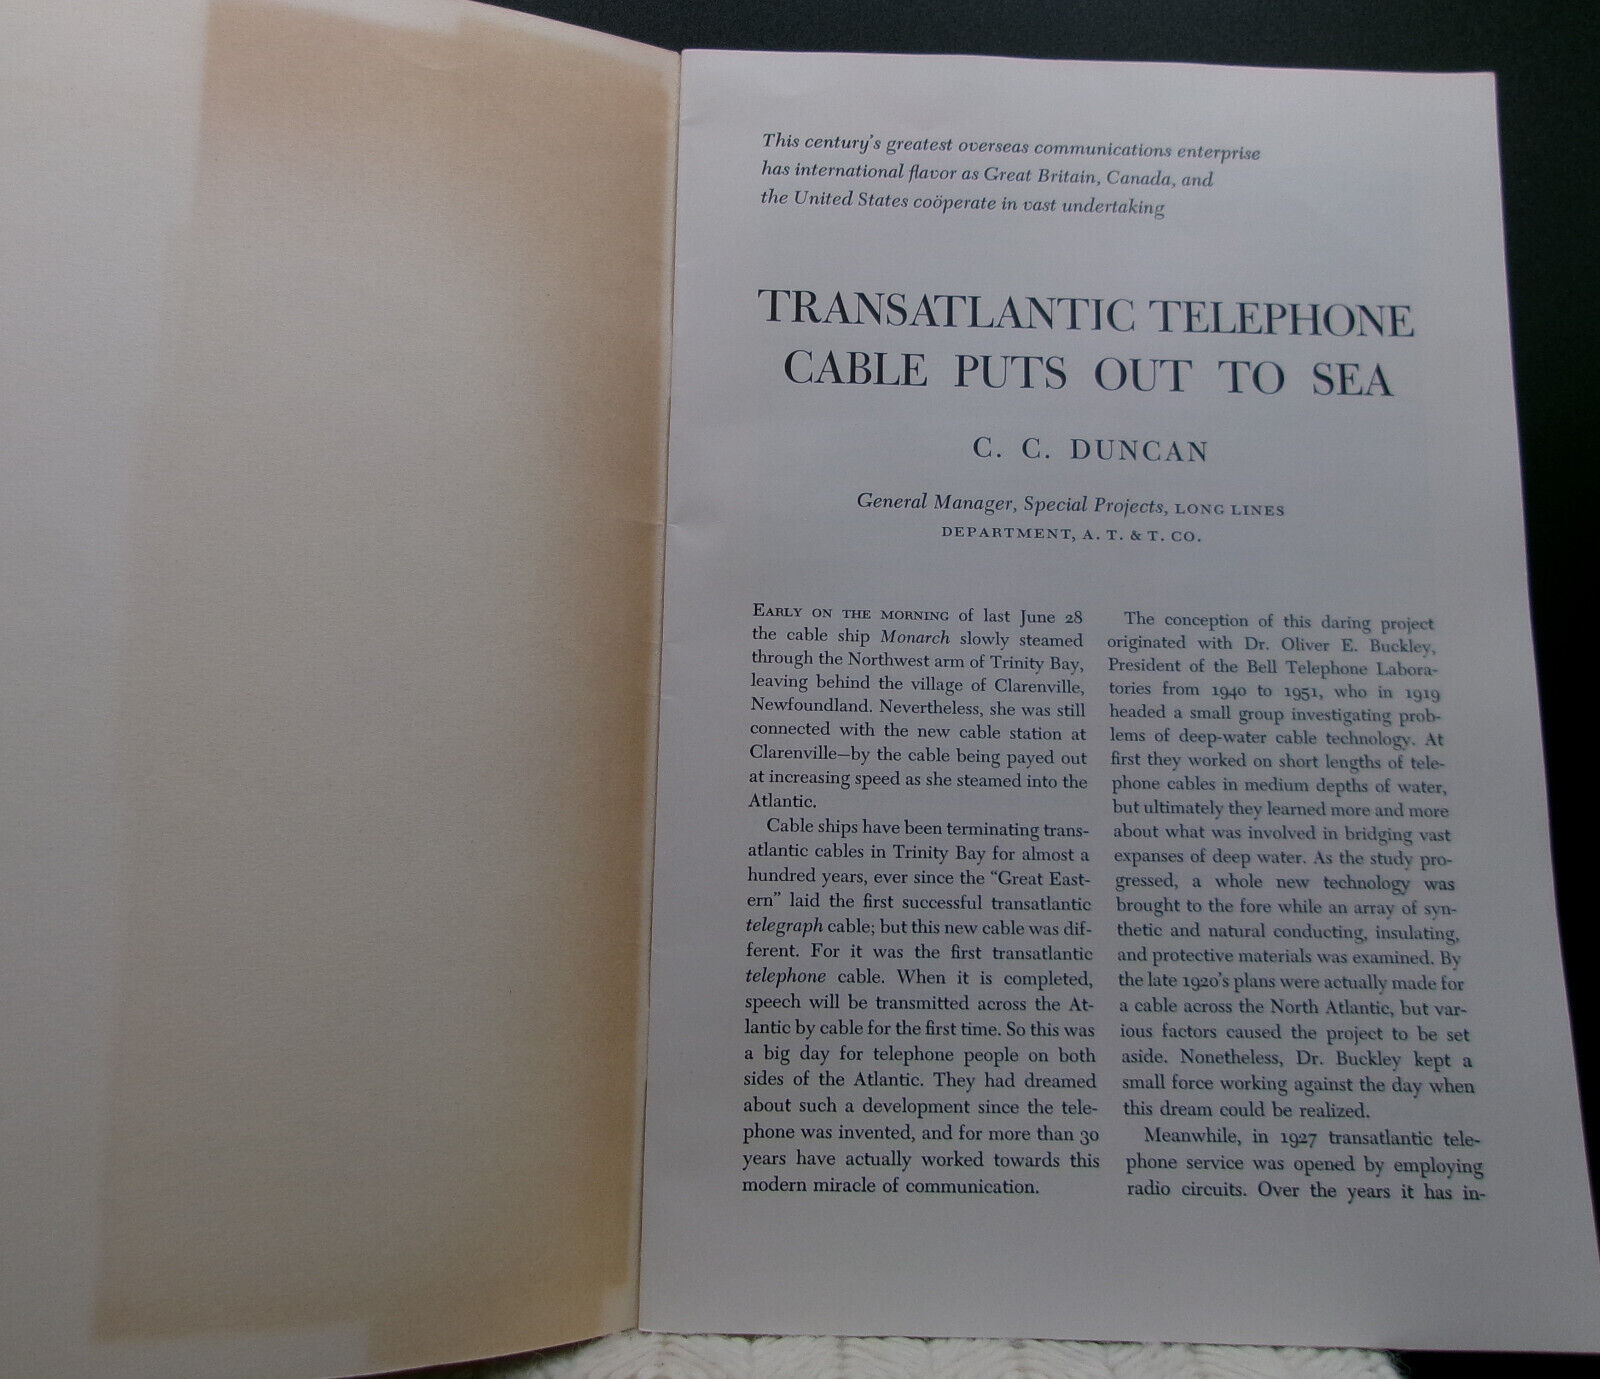 This century's greatest overseas communications enterprise
has international flavor as Great Britain, Canada, and
the United States coöperate in vast undertaking
TRANSATLANTIC TELEPHONE
CABLE PUTS OUT TO SEA
C. C. DUNCAN
General Manager, Special Projects, LONG LINES
DEPARTMENT, A. T. & T. CO.
EARLY ON THE MORNING of last June 28
the cable ship Monarch slowly steamed
through the Northwest arm of Trinity Bay,
leaving behind the village of Clarenville,
Newfoundland. Nevertheless, she was still
connected with the new cable station at
Clarenville—by the cable being payed out
at increasing speed as she steamed into the
Atlantic.
Cable ships have been terminating trans-
atlantic cables in Trinity Bay for almost a
hundred years, ever since the "Great East-
ern" laid the first successful transatlantic
telegraph cable; but this new cable was dif-
ferent. For it was the first transatlantic
telephone cable. When it is completed,
speech will be transmitted across the At-
lantic by cable for the first time. So this was
a big day for telephone people on both
sides of the Atlantic. They had dreamed
about such a development since the tele-
phone was invented, and for more than 30
years have actually worked towards this
modern miracle of communication.
The conception of this daring project
originated with Dr. Oliver E. Buckley,
President of the Bell Telephone Labora-
tories from 1940 to 1951, who in 1919
headed a small group investigating prob-
lems of deep-water cable technology. At
first they worked on short lengths of tele-
phone cables in medium depths of water,
but ultimately they learned more and more
about what was involved in bridging vast
expanses of deep water. As the study pro-
gressed, a whole new technology was
brought to the fore while an array of syn-
thetic and natural conducting, insulating,
and protective materials was examined. By
the late 1920's plans were actually made for
a cable across the North Atlantic, but var-
ious factors caused the project to be set
aside. Nonetheless, Dr. Buckley kept a
small force working against the day when
this dream could be realized.
Meanwhile, in 1927 transatlantic tele-
phone service was opened by employing
radio circuits. Over the years it has in-